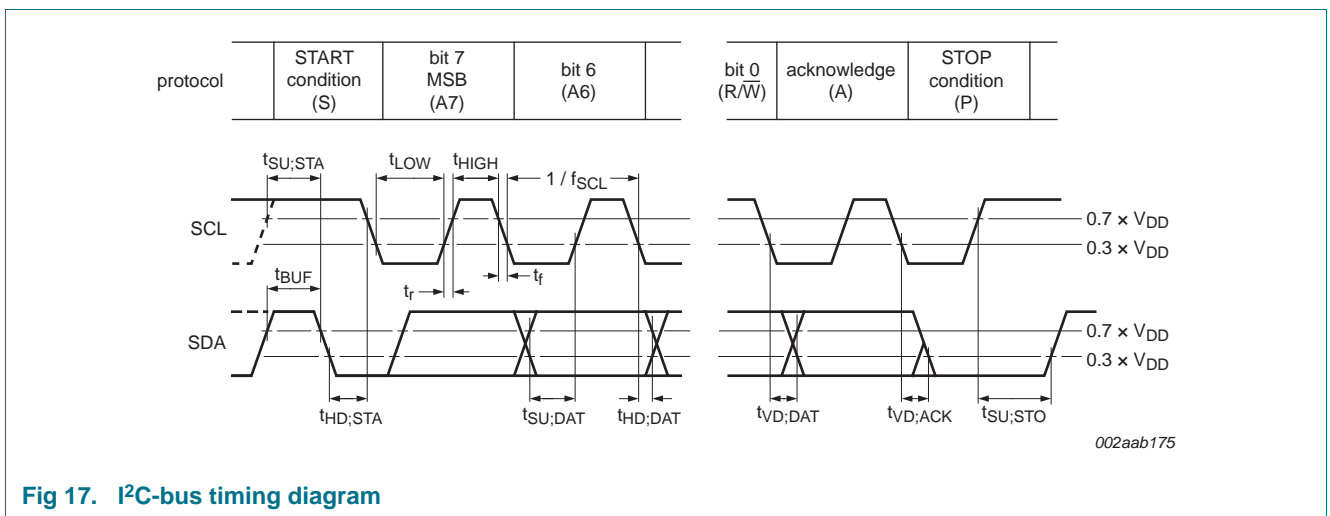 protocol
START
condition
(S)
bit 7
MSB
(A7)
bit 6
(A6)
bit 0
(R/W̅)
acknowledge
(A)
STOP
condition
(P)
tSU;STA
tLOW
tHIGH
1 / fSCL
SCL
0.7 × VDD
0.3 × VDD
tBUF
tr
tf
SDA
0.7 × VDD
0.3 × VDD
tHD;STA
tSU;DAT
tHD;DAT
tVD;DAT
tVD;ACK
tSU;STO
002aab175
Fig 17. I²C-bus timing diagram